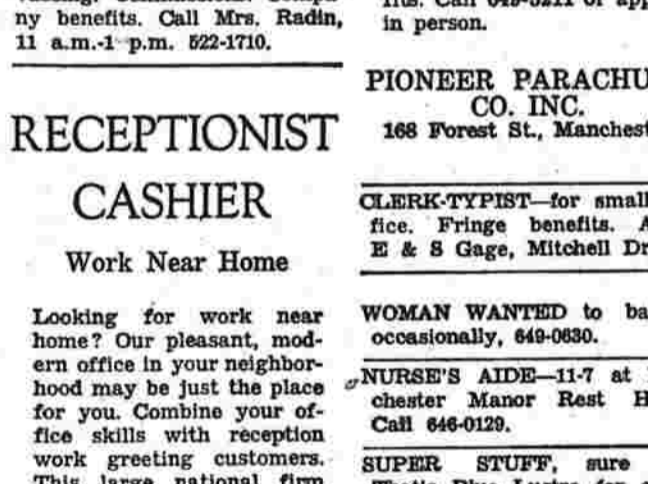 ny benefits. Call Mrs. Radin,
11 a.m.-1 p.m. 522-1710.
RECEPTIONIST
CASHIER
Work Near Home
Looking for work near
home? Our pleasant, mod-
ern office in your neighbor-
hood may be just the place
for you. Combine your of-
fice skills with reception
work greeting customers.
This large national firm
in person.
PIONEER PARACHU
CO. INC.
168 Forest St., Manchest
CLERK-TYPIST—for small
fice. Fringe benefits. A
E & S Gage, Mitchell Dr
WOMAN WANTED to ba
occasionally, 649-0630.
NURSE'S AIDE—11-7 at
chester Manor Rest H
Call 646-0129.
SUPER STUFF, sure